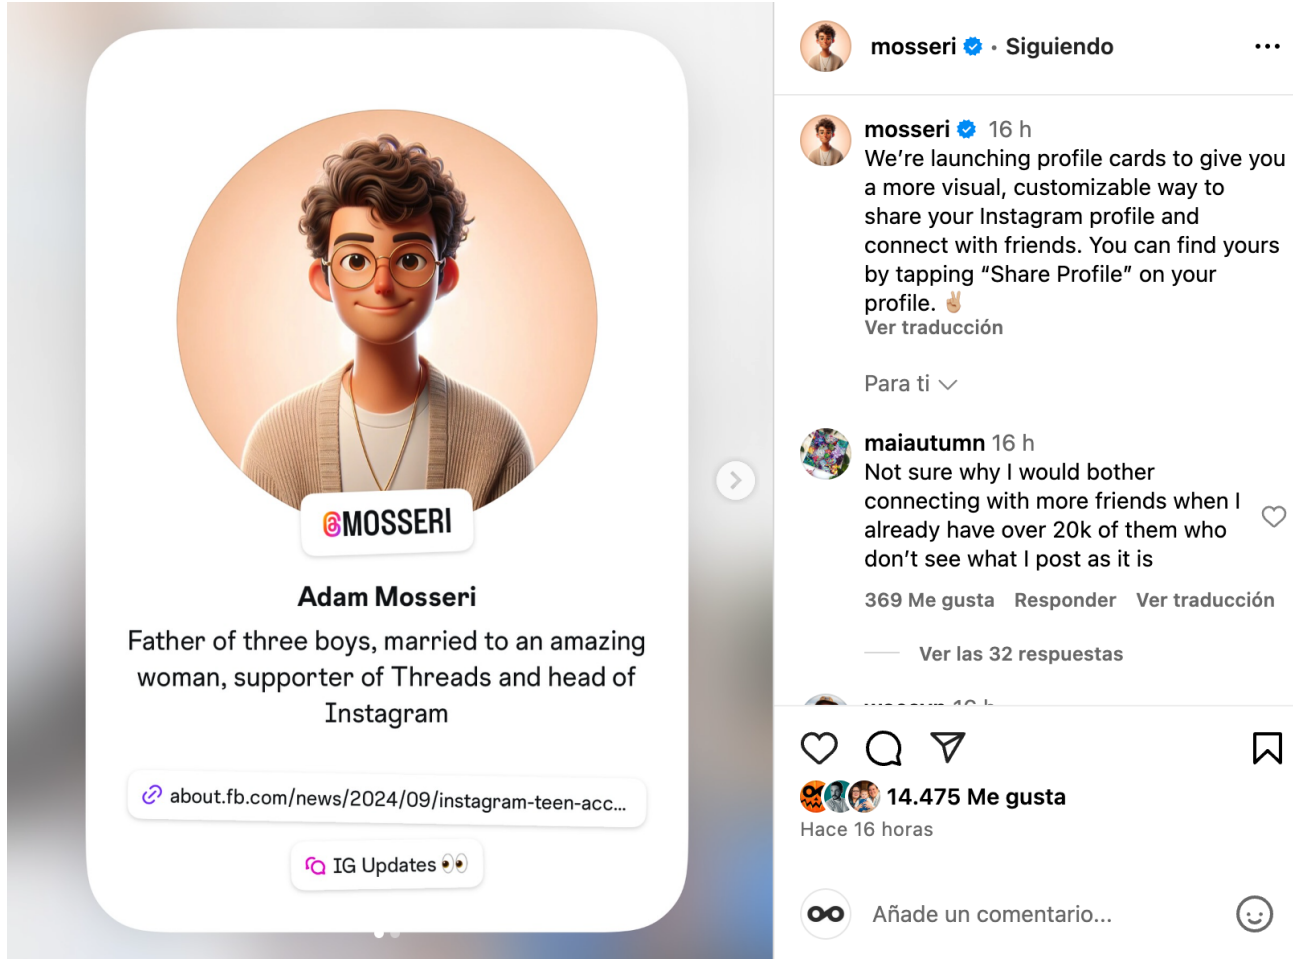 @MOSSERI
Adam Mosseri
Father of three boys, married to an amazing
woman, supporter of Threads and head of
Instagram
about.fb.com/news/2024/09/instagram-teen-acc...
IG Updates 👀
mosseri • Siguiendo
mosseri 16 h
We’re launching profile cards to give you
a more visual, customizable way to
share your Instagram profile and
connect with friends. You can find yours
by tapping “Share Profile” on your
profile. ✌🏼
Ver traducción
Para ti
maiautumn 16 h
Not sure why I would bother
connecting with more friends when I
already have over 20k of them who
don’t see what I post as it is
369 Me gusta Responder Ver traducción
Ver las 32 respuestas
16 h
14.475 Me gusta
Hace 16 horas
Añade un comentario...